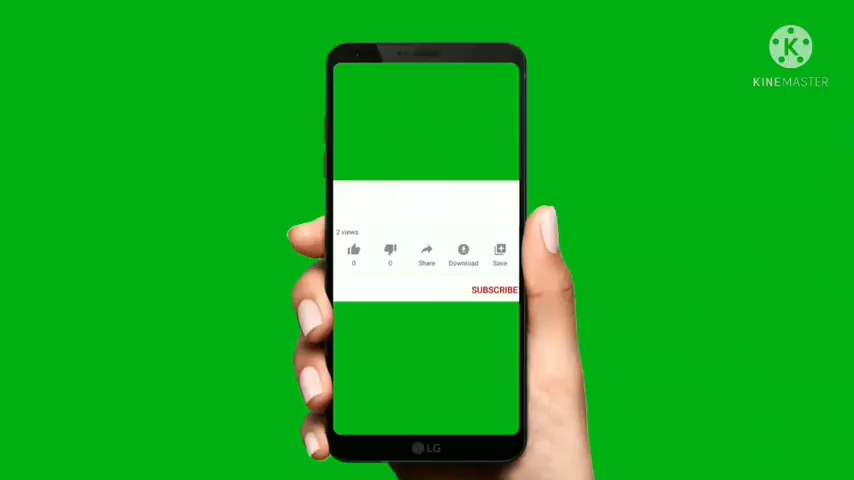 K
KINEMASTER
2 views
0 0 Share Download Save
SUBSCRIBE
LG